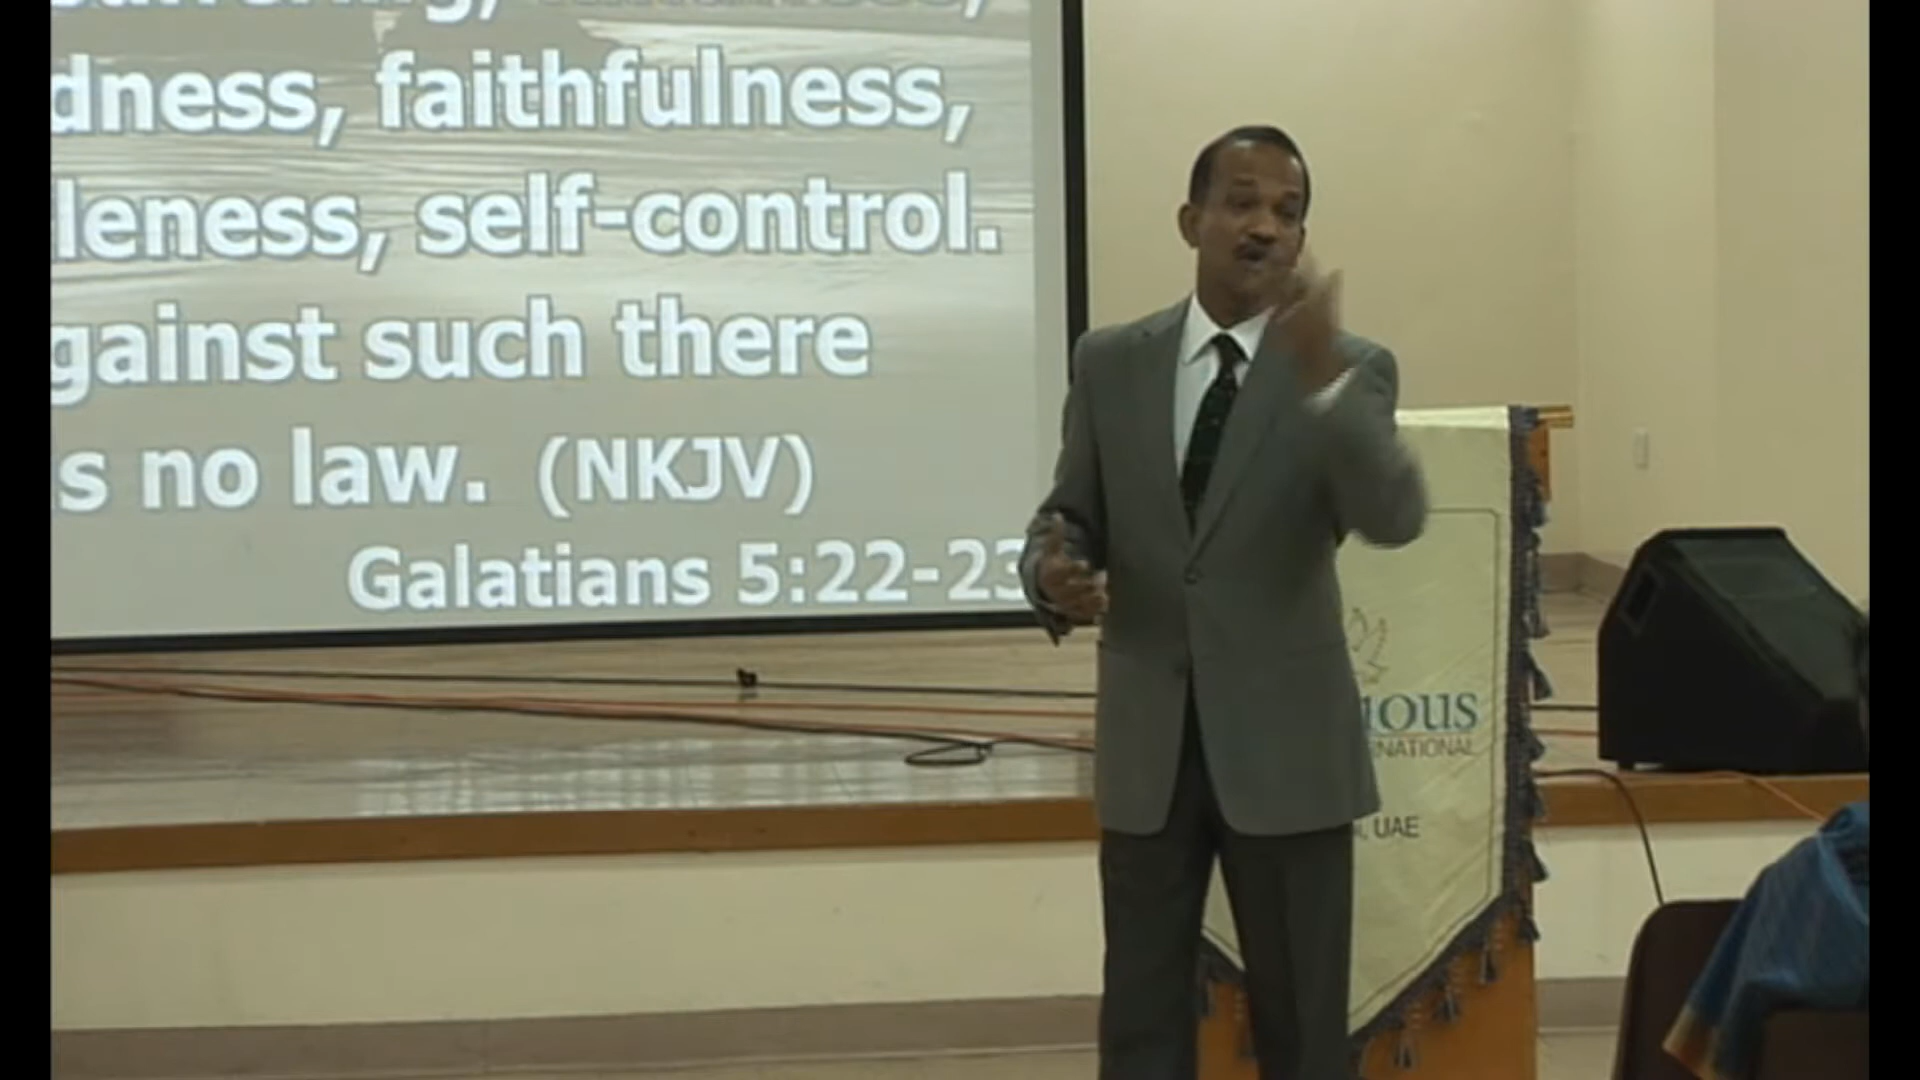 dness, faithfulness,
leness, self-control.
gainst such there
s no law. (NKJV)
Galatians 5:22-23
ious
NATIONAL
, UAE